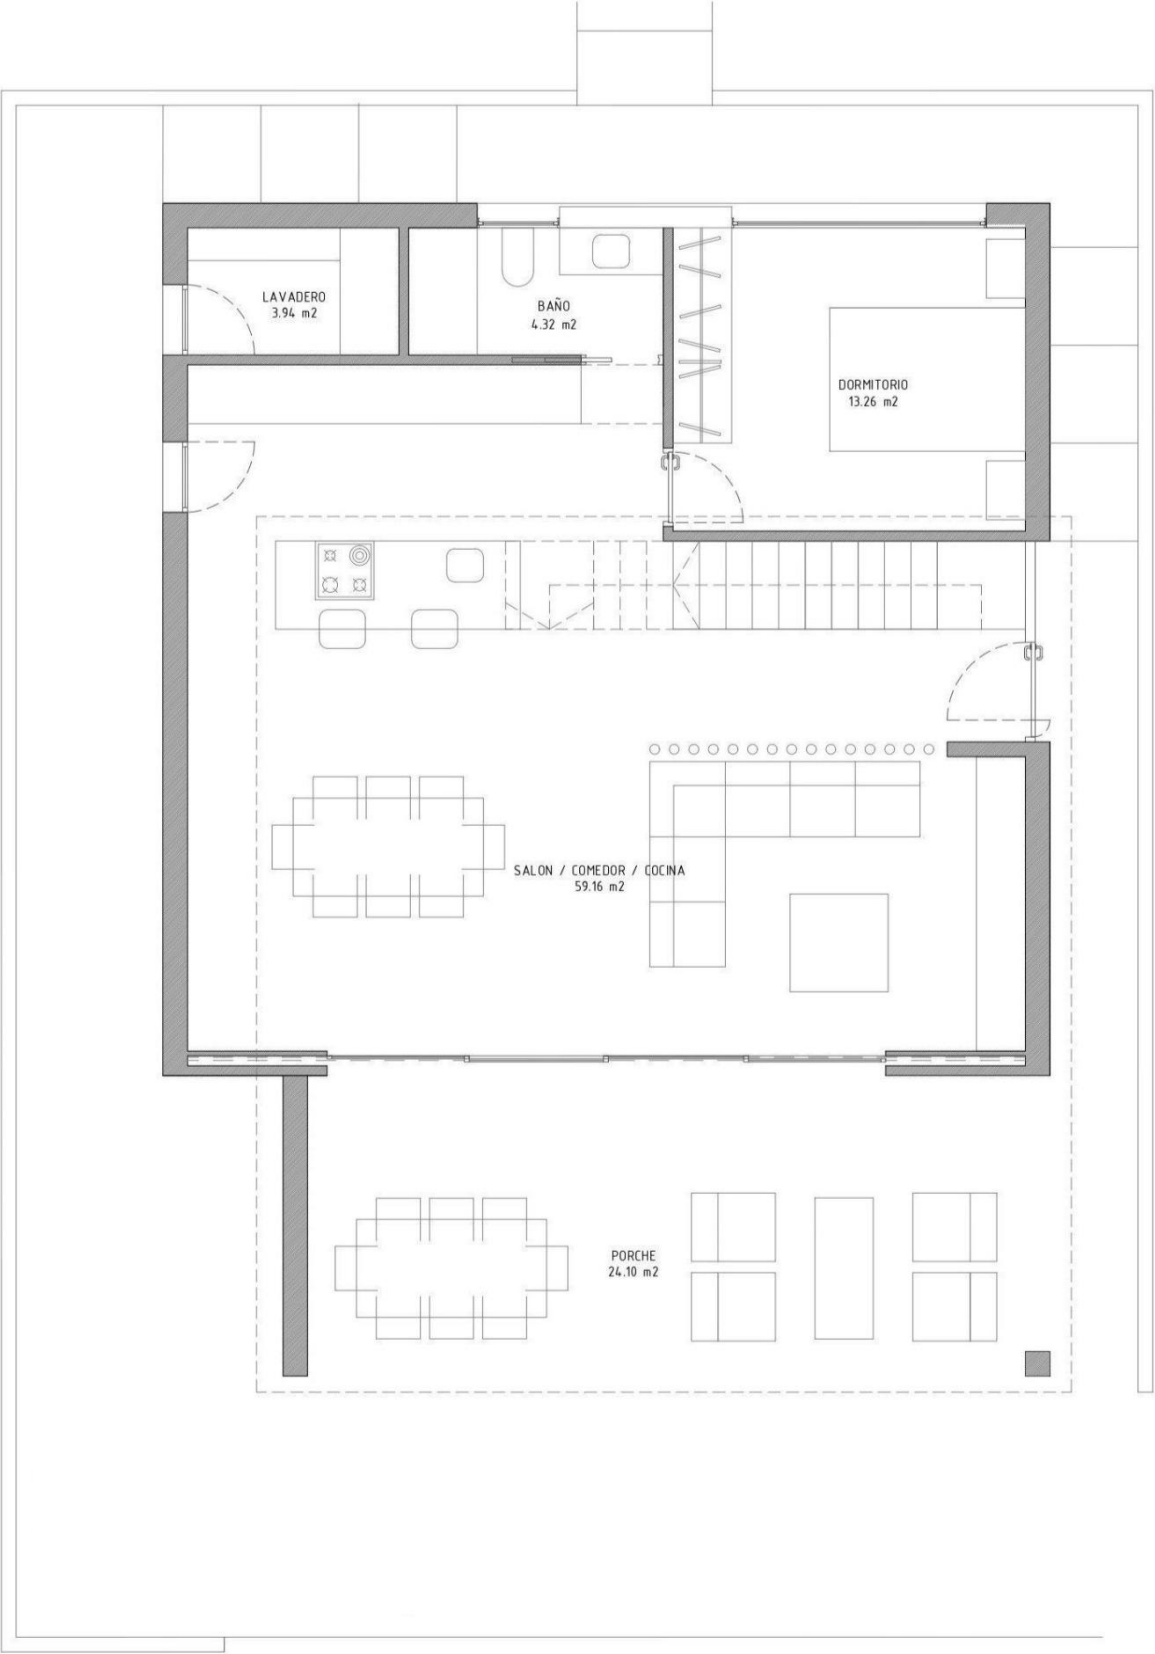 LAVADERO
3.94 m2
BAÑO
4.32 m2
DORMITORIO
13.26 m2
SALON / COMEDOR / COCINA
59.16 m2
PORCHE
24.10 m2